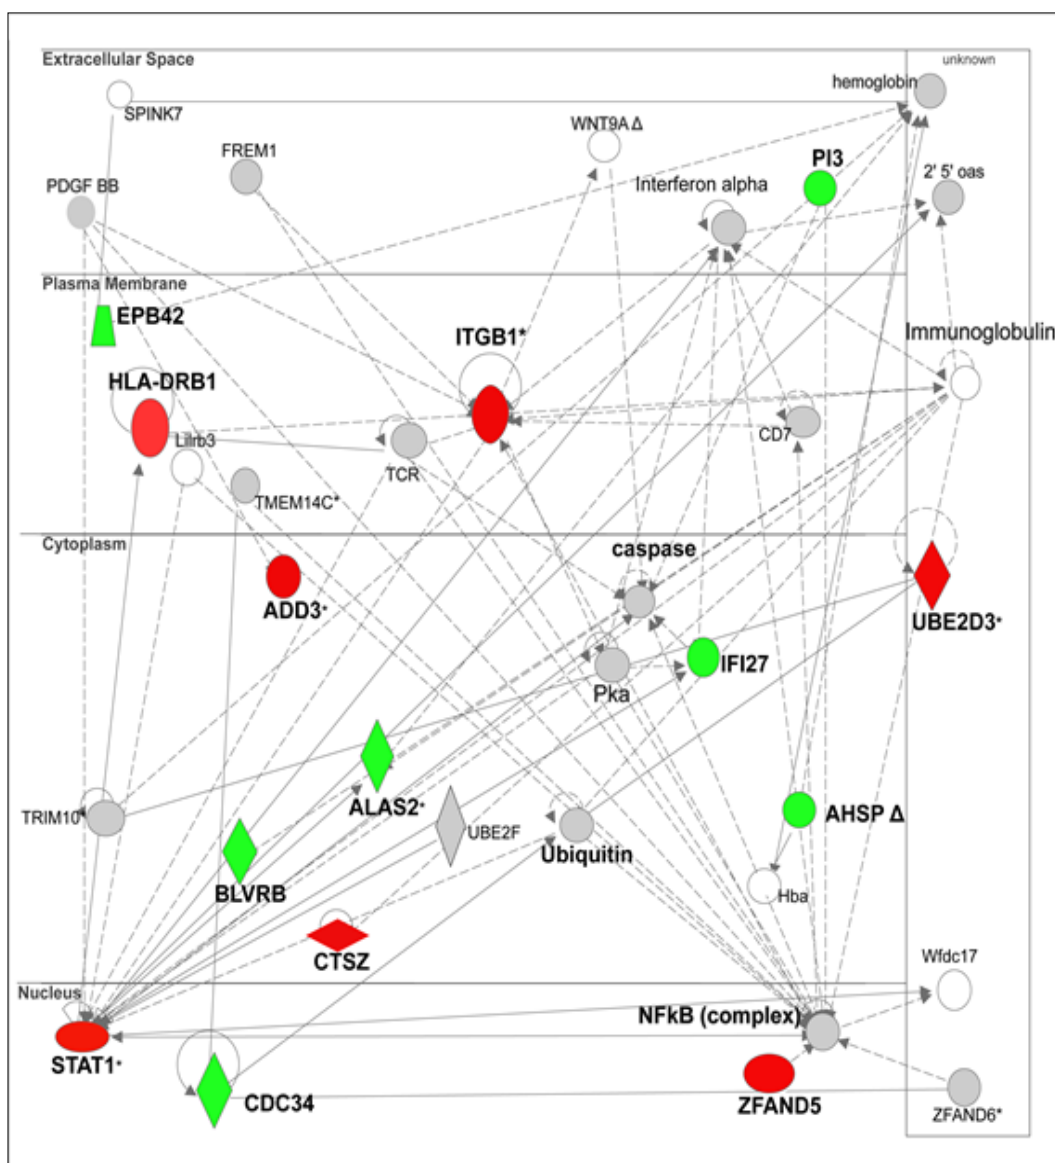 Extracellular Space
unknown
hemoglobin
SPINK7
WNT9A Δ
FREM1
PI3
2' 5' oas
PDGF BB
Interferon alpha
Plasma Membrane
EPB42
ITGB1*
Immunoglobulin
HLA-DRB1
Lilrb3
CD7
TCR
TMEM14C*
Cytoplasm
caspase
ADD3*
UBE2D3*
IFI27
Pka
ALAS2*
TRIM10*
UBE2F
AHSP Δ
Ubiquitin
BLVRB
Hba
CTSZ
Wfdc17
Nucleus
NFkB (complex)
STAT1*
CDC34
ZFAND5
ZFAND6*